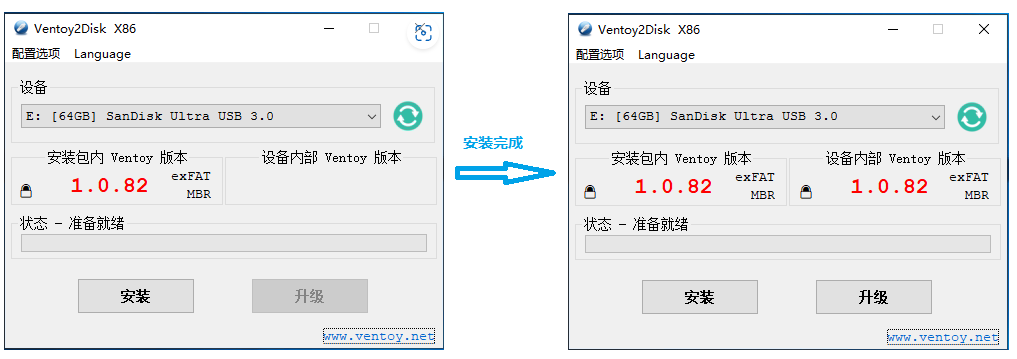 Ventoy2Disk X86
配置选项 Language
设备
E: [64GB] SanDisk Ultra USB 3.0
安装包内 Ventoy 版本
设备内部 Ventoy 版本
1.0.82
exFAT
MBR
状态 - 准备就绪
安装
升级
www.ventoy.net
安装完成
Ventoy2Disk X86
配置选项 Language
设备
E: [64GB] SanDisk Ultra USB 3.0
安装包内 Ventoy 版本
设备内部 Ventoy 版本
1.0.82
exFAT
MBR
1.0.82
exFAT
MBR
状态 - 准备就绪
安装
升级
www.ventoy.net